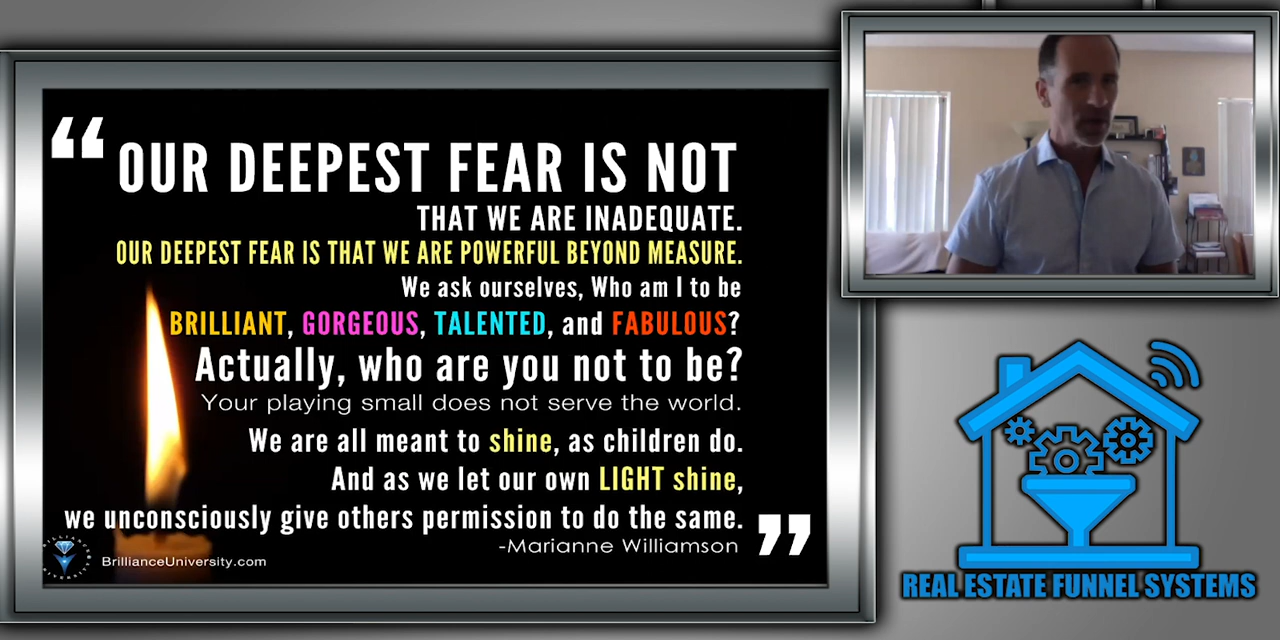 “ OUR DEEPEST FEAR IS NOT
THAT WE ARE INADEQUATE.
OUR DEEPEST FEAR IS THAT WE ARE POWERFUL BEYOND MEASURE.
We ask ourselves, Who am I to be
BRILLIANT, GORGEOUS, TALENTED, and FABULOUS?
Actually, who are you not to be?
Your playing small does not serve the world.
We are all meant to shine, as children do.
And as we let our own LIGHT shine,
we unconsciously give others permission to do the same. ”
-Marianne Williamson
BRILLIANCE UNIVERSITY
BrillianceUniversity.com
REAL ESTATE FUNNEL SYSTEMS